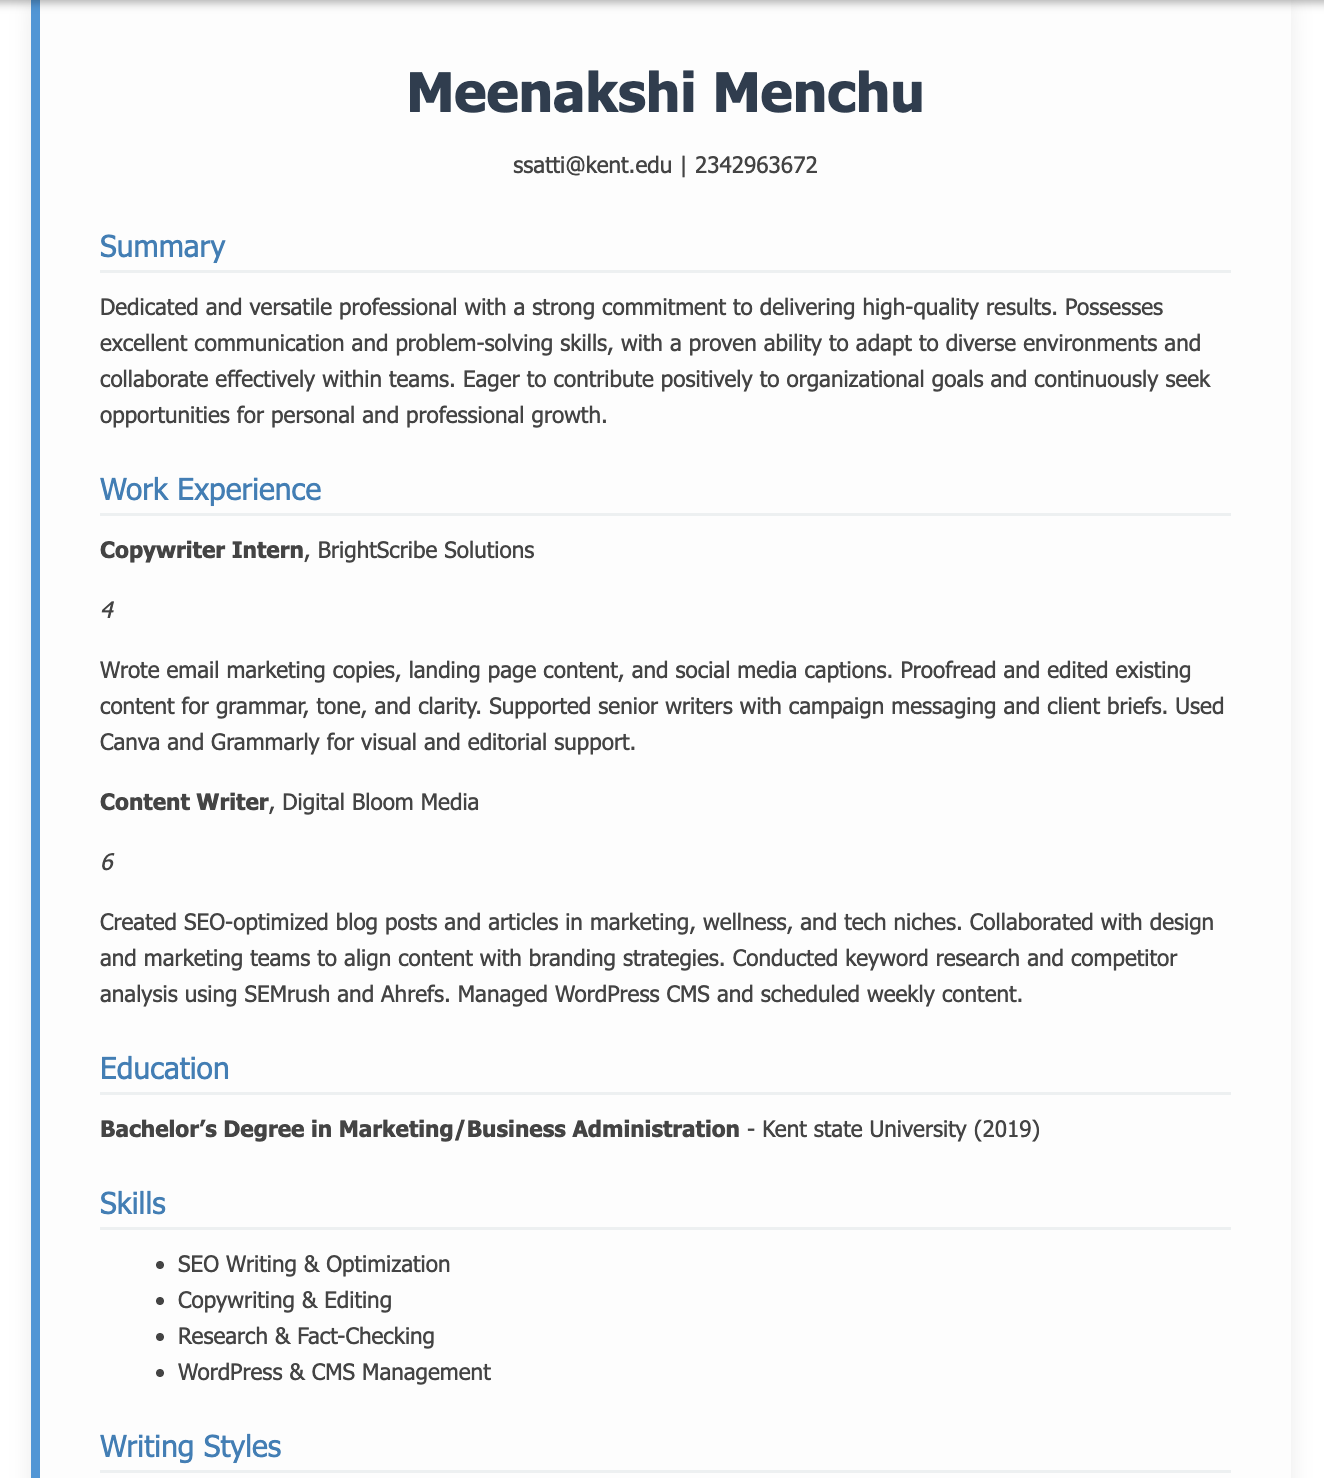 Meenakshi Menchu
ssatti@kent.edu | 2342963672
Summary
Dedicated and versatile professional with a strong commitment to delivering high-quality results. Possesses
excellent communication and problem-solving skills, with a proven ability to adapt to diverse environments and
collaborate effectively within teams. Eager to contribute positively to organizational goals and continuously seek
opportunities for personal and professional growth.
Work Experience
Copywriter Intern, BrightScribe Solutions
4
Wrote email marketing copies, landing page content, and social media captions. Proofread and edited existing
content for grammar, tone, and clarity. Supported senior writers with campaign messaging and client briefs. Used
Canva and Grammarly for visual and editorial support.
Content Writer, Digital Bloom Media
6
Created SEO-optimized blog posts and articles in marketing, wellness, and tech niches. Collaborated with design
and marketing teams to align content with branding strategies. Conducted keyword research and competitor
analysis using SEMrush and Ahrefs. Managed WordPress CMS and scheduled weekly content.
Education
Bachelor’s Degree in Marketing/Business Administration - Kent state University (2019)
Skills
• SEO Writing & Optimization
• Copywriting & Editing
• Research & Fact-Checking
• WordPress & CMS Management
Writing Styles